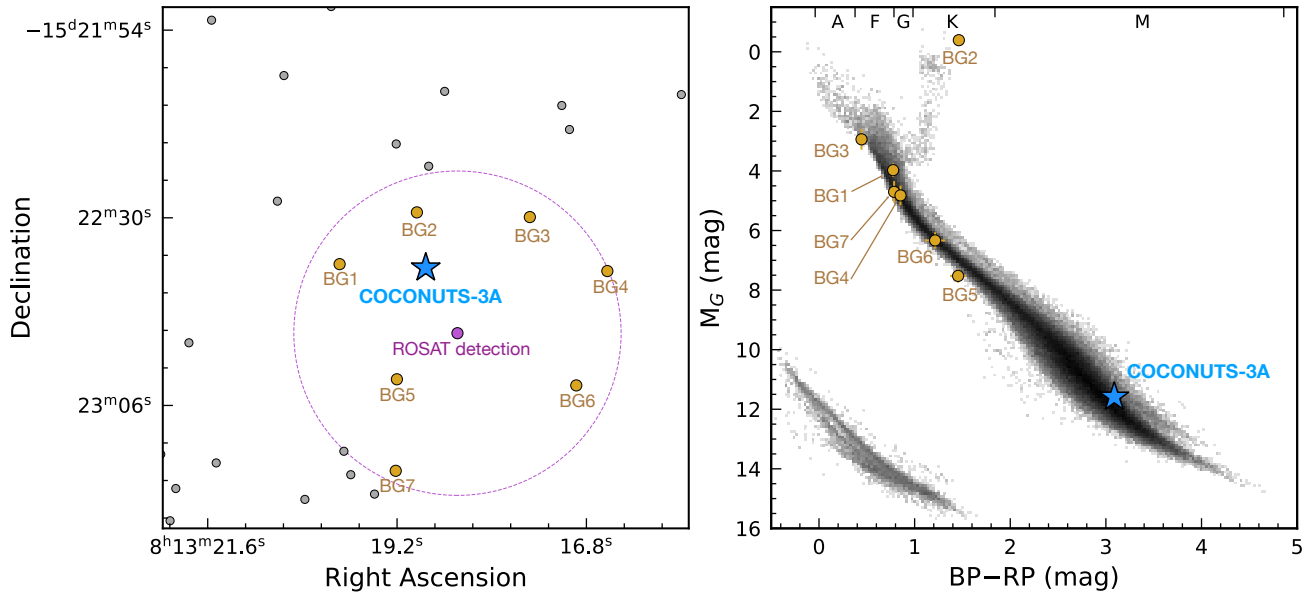 −15ᵈ21ᵐ54ˢ
22ᵐ30ˢ
23ᵐ06ˢ
Declination
BG2
BG3
BG1
BG4
COCONUTS-3A
ROSAT detection
BG5
BG6
BG7
8ʰ13ᵐ21.6ˢ
19.2ˢ
16.8ˢ
Right Ascension
A F G K M
0
2
4
6
8
10
12
14
16
M_G (mag)
BG2
BG3
BG1
BG7
BG6
BG4
BG5
COCONUTS-3A
0 1 2 3 4 5
BP−RP (mag)